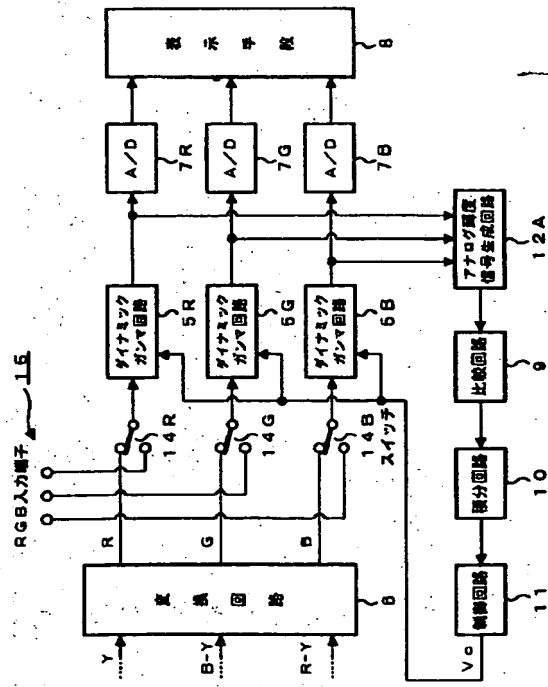 RGB入力端子
15
Y
B-Y
R-Y
変換回路
6
R
G
B
14R
14G
14B
スイッチ
ダイナミック
ガンマ回路
5R
ダイナミック
ガンマ回路
5G
ダイナミック
ガンマ回路
5B
A/D
7R
A/D
7G
A/D
7B
表示手段
8
アナログ輝度
信号生成回路
12A
比較回路
9
積分回路
10
制御回路
11
Vc